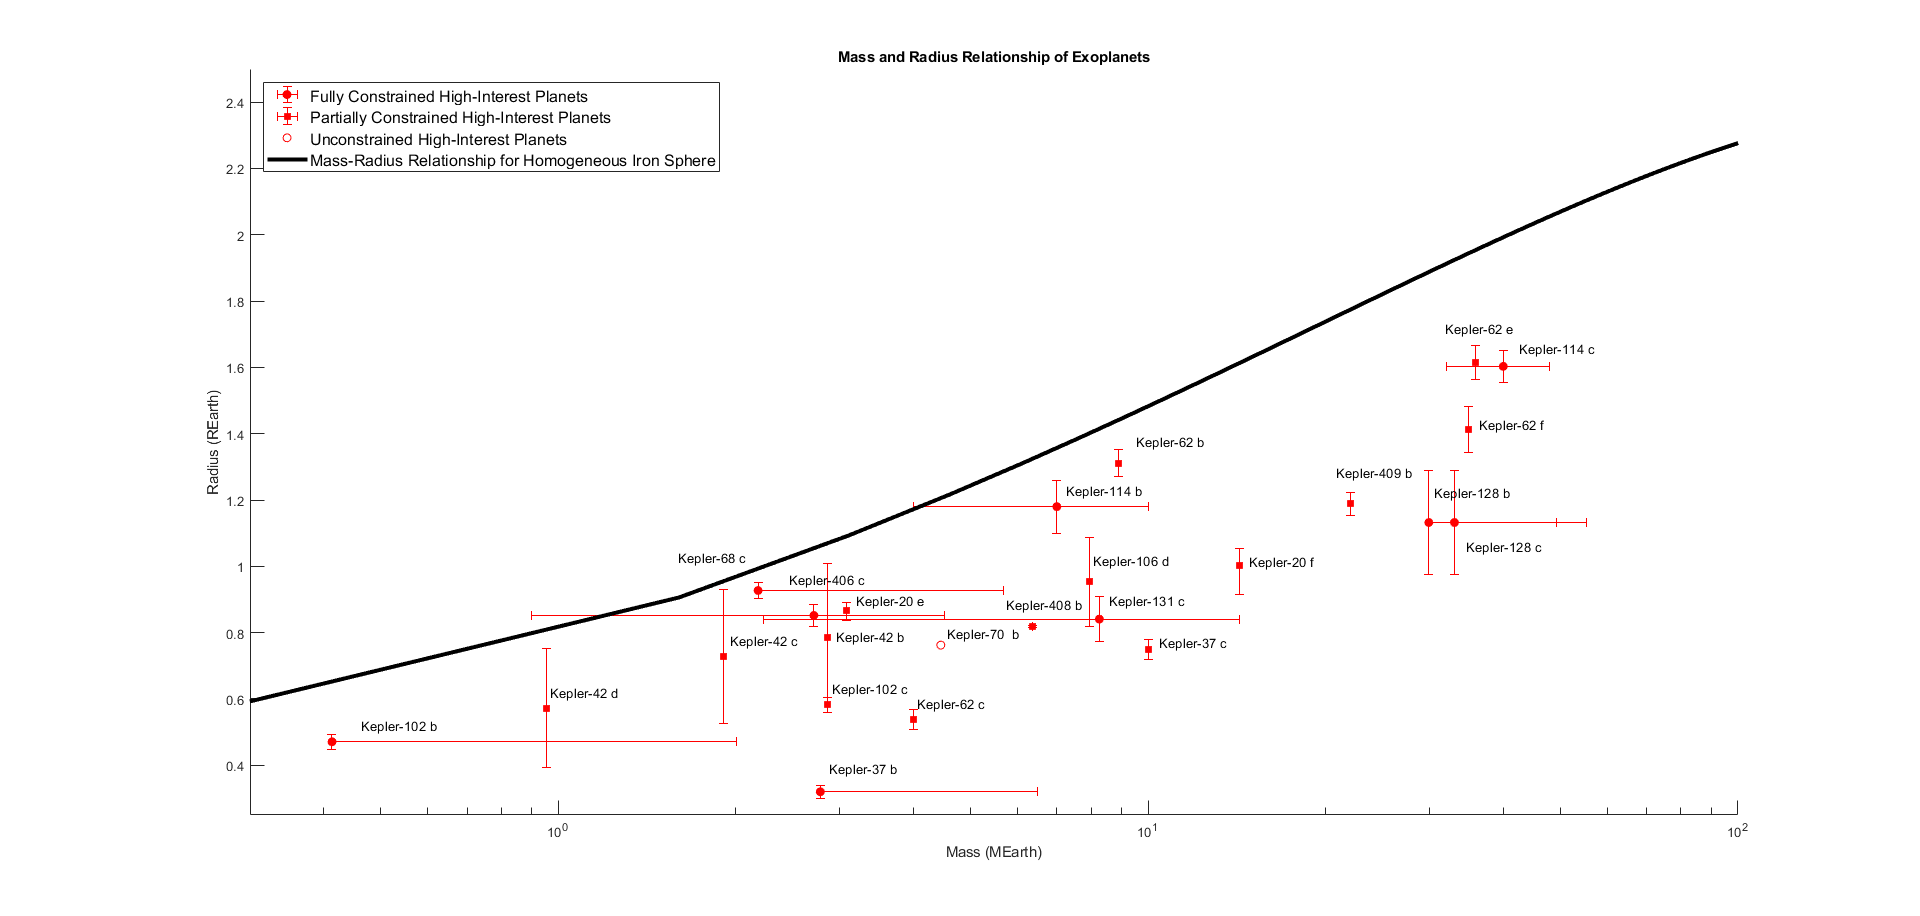 Mass and Radius Relationship of Exoplanets
Fully Constrained High-Interest Planets
Partially Constrained High-Interest Planets
Unconstrained High-Interest Planets
Mass-Radius Relationship for Homogeneous Iron Sphere
2.4
2.2
2
1.8
1.6
1.4
1.2
1
0.8
0.6
0.4
Radius (REarth)
Kepler-62 e
Kepler-114 c
Kepler-62 f
Kepler-62 b
Kepler-409 b
Kepler-114 b
Kepler-128 b
Kepler-128 c
Kepler-68 c
Kepler-106 d
Kepler-20 f
Kepler-406 c
Kepler-20 e
Kepler-408 b
Kepler-131 c
Kepler-42 c
Kepler-42 b
Kepler-70 b
Kepler-37 c
Kepler-42 d
Kepler-102 c
Kepler-62 c
Kepler-102 b
Kepler-37 b
10^0
10^1
10^2
Mass (MEarth)